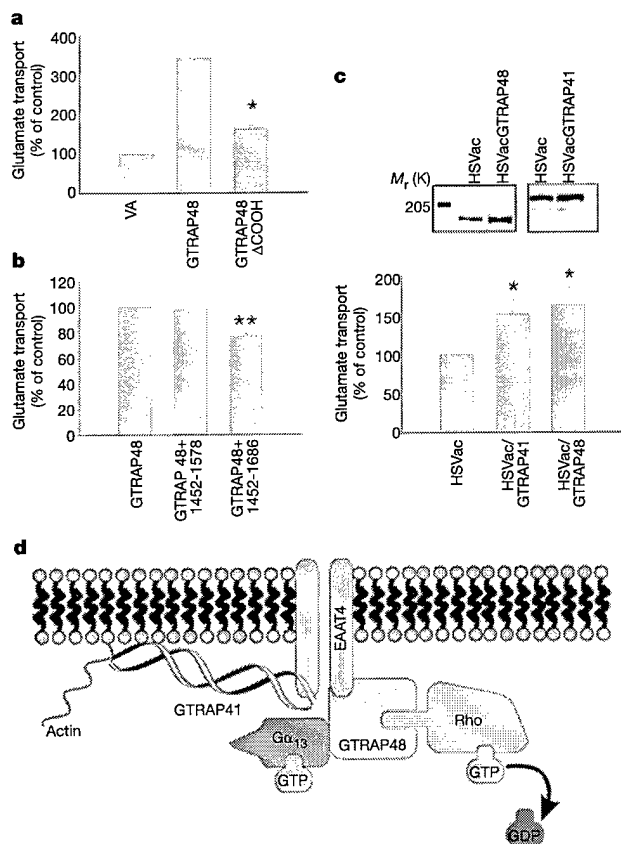 a
Glutamate transport
(% of control)
400
300
200
100
0
*
VA
GTRAP48
GTRAP48
ΔCOOH
b
Glutamate transport
(% of control)
120
100
80
60
40
20
0
**
GTRAP48
GTRAP 48+
1452-1578
GTRAP48+
1452-1686
c
HSVac
HSVacGTRAP48
HSVac
HSVacGTRAP41
Mr (K)
205
Glutamate transport
(% of control)
200
150
100
50
0
*
*
HSVac
HSVac/
GTRAP41
HSVac/
GTRAP48
d
EAAT4
Actin
GTRAP41
Gα13
GTP
GTRAP48
Rho
GTP
GDP